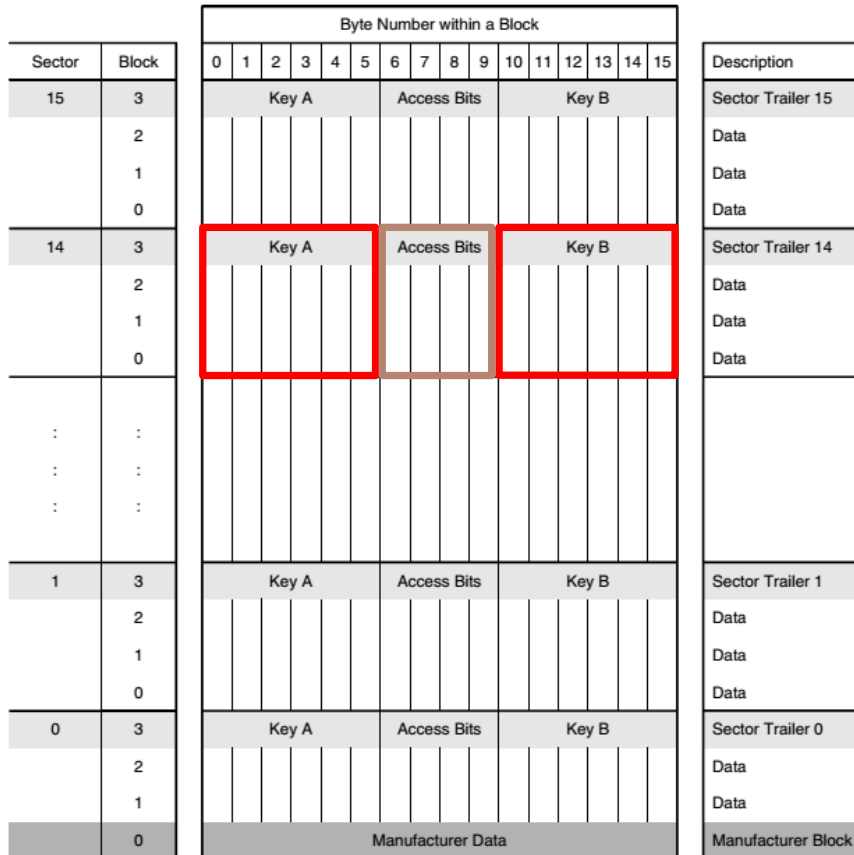 Byte Number within a Block
Sector Block 0 1 2 3 4 5 6 7 8 9 10 11 12 13 14 15 Description
15 3 Key A Access Bits Key B Sector Trailer 15
2 Data
1 Data
0 Data
14 3 Key A Access Bits Key B Sector Trailer 14
2 Data
1 Data
0 Data
: :
: :
: :
1 3 Key A Access Bits Key B Sector Trailer 1
2 Data
1 Data
0 Data
0 3 Key A Access Bits Key B Sector Trailer 0
2 Data
1 Data
0 Manufacturer Data Manufacturer Block